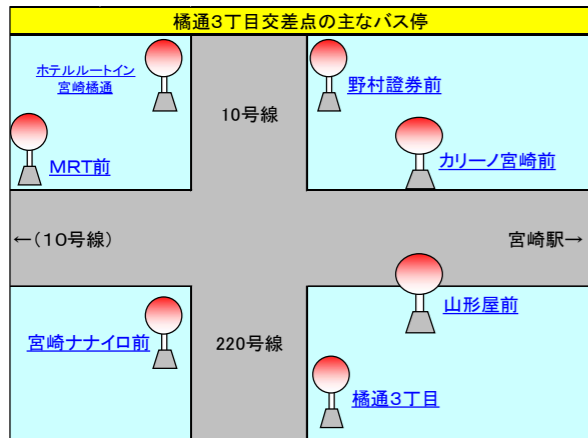 橘通3丁目交差点の主なバス停
ホテルルートイン
宮崎橘通
10号線
野村證券前
MRT前
カリーノ宮崎前
←(10号線)
宮崎駅→
宮崎ナナイロ前
220号線
山形屋前
橘通3丁目